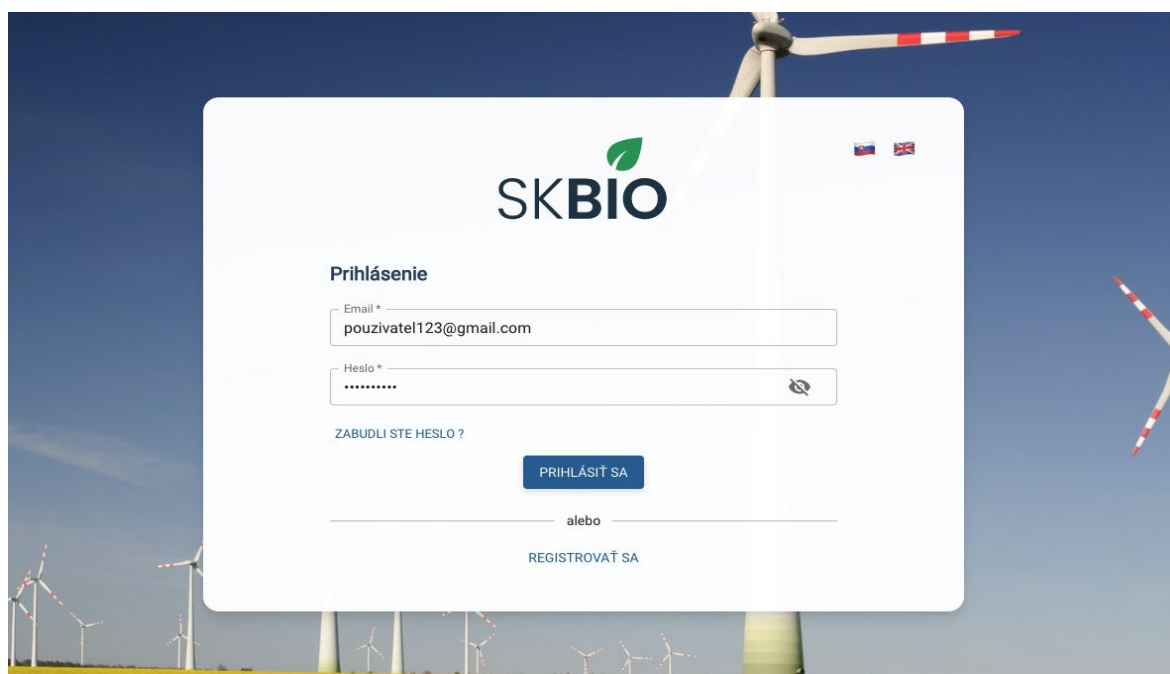 SKBIO
Prihlásenie
Email *
pouzivatel123@gmail.com
Heslo *
••••••••••
ZABUDLI STE HESLO ?
PRIHLÁSIŤ SA
alebo
REGISTROVAŤ SA